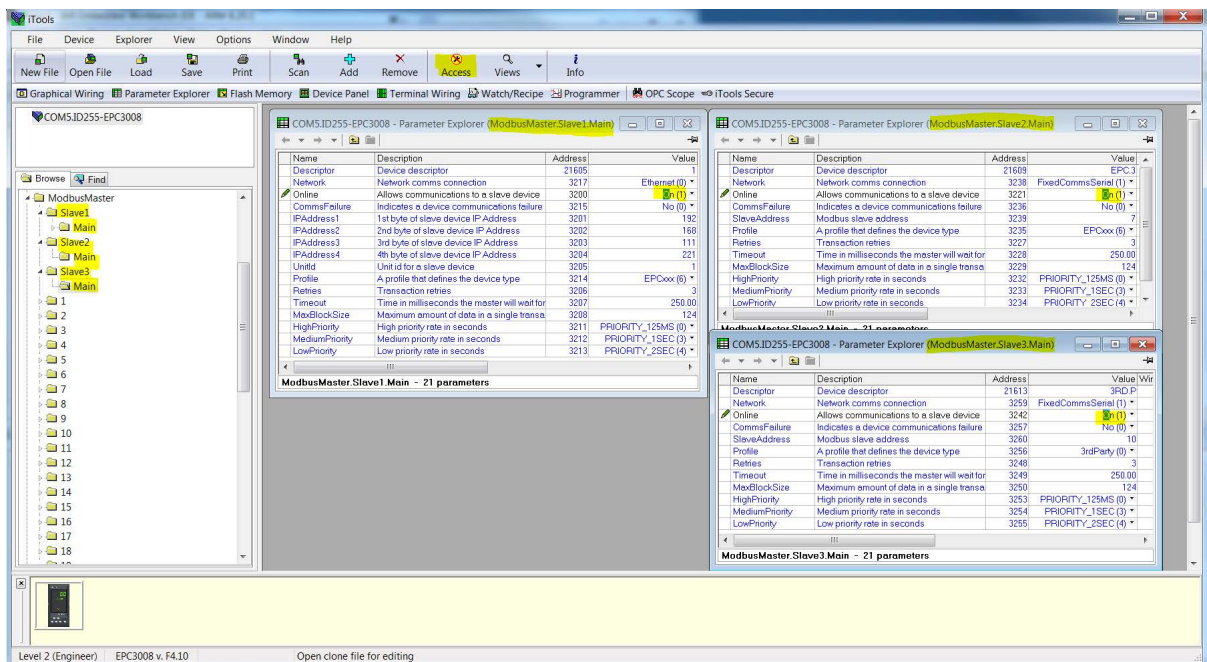 iTools
File Device Explorer View Options Window Help
New File Open File Load Save Print Scan Add Remove Access Views Info
Graphical Wiring Parameter Explorer Flash Memory Device Panel Terminal Wiring Watch/Recipe Programmer OPC Scope iTools Secure
COM5.ID255-EPC3008
Browse Find
ModbusMaster
Slave1
Main
Slave2
Main
Slave3
Main
1
2
3
4
5
6
7
8
9
10
11
12
13
14
15
16
17
18
COM5.ID255-EPC3008 - Parameter Explorer (ModbusMaster.Slave1.Main)
Name Description Address Value
Descriptor Device descriptor 21605 1
Network Network comms connection 3217 Ethernet (0)
Online Allows communications to a slave device 3200 On (1)
CommsFailure Indicates a device communications failure 3215 No (0)
IPAddress1 1st byte of slave device IP Address 3201 192
IPAddress2 2nd byte of slave device IP Address 3202 168
IPAddress3 3rd byte of slave device IP Address 3203 111
IPAddress4 4th byte of slave device IP Address 3204 221
UnitId Unit id for a slave device 3205 1
Profile A profile that defines the device type 3214 EPCxxx (6)
Retries Transaction retries 3206 3
Timeout Time in milliseconds the master will wait for 3207 250.00
MaxBlockSize Maximum amount of data in a single transa 3208 124
HighPriority High priority rate in seconds 3211 PRIORITY_125MS (0)
MediumPriority Medium priority rate in seconds 3212 PRIORITY_1SEC (3)
LowPriority Low priority rate in seconds 3213 PRIORITY_2SEC (4)
ModbusMaster.Slave1.Main - 21 parameters
COM5.ID255-EPC3008 - Parameter Explorer (ModbusMaster.Slave2.Main)
Name Description Address Value
Descriptor Device descriptor 21609 EPC.3
Network Network comms connection 3238 FixedCommsSerial (1)
Online Allows communications to a slave device 3221 On (1)
CommsFailure Indicates a device communications failure 3236 No (0)
SlaveAddress Modbus slave address 3239 7
Profile A profile that defines the device type 3235 EPCxxx (6)
Retries Transaction retries 3227 3
Timeout Time in milliseconds the master will wait for 3228 250.00
MaxBlockSize Maximum amount of data in a single transa 3229 124
HighPriority High priority rate in seconds 3232 PRIORITY_125MS (0)
MediumPriority Medium priority rate in seconds 3233 PRIORITY_1SEC (3)
LowPriority Low priority rate in seconds 3234 PRIORITY_2SEC (4)
ModbusMaster.Slave2.Main - 21 parameters
COM5.ID255-EPC3008 - Parameter Explorer (ModbusMaster.Slave3.Main)
Name Description Address Value Wir
Descriptor Device descriptor 21613 3RD.P
Network Network comms connection 3259 FixedCommsSerial (1)
Online Allows communications to a slave device 3242 On (1)
CommsFailure Indicates a device communications failure 3257 No (0)
SlaveAddress Modbus slave address 3260 10
Profile A profile that defines the device type 3256 3rdParty (0)
Retries Transaction retries 3248 3
Timeout Time in milliseconds the master will wait for 3249 250.00
MaxBlockSize Maximum amount of data in a single transa 3250 124
HighPriority High priority rate in seconds 3253 PRIORITY_125MS (0)
MediumPriority Medium priority rate in seconds 3254 PRIORITY_1SEC (3)
LowPriority Low priority rate in seconds 3255 PRIORITY_2SEC (4)
ModbusMaster.Slave3.Main - 21 parameters
Level 2 (Engineer) EPC3008 v. F4.10 Open clone file for editing